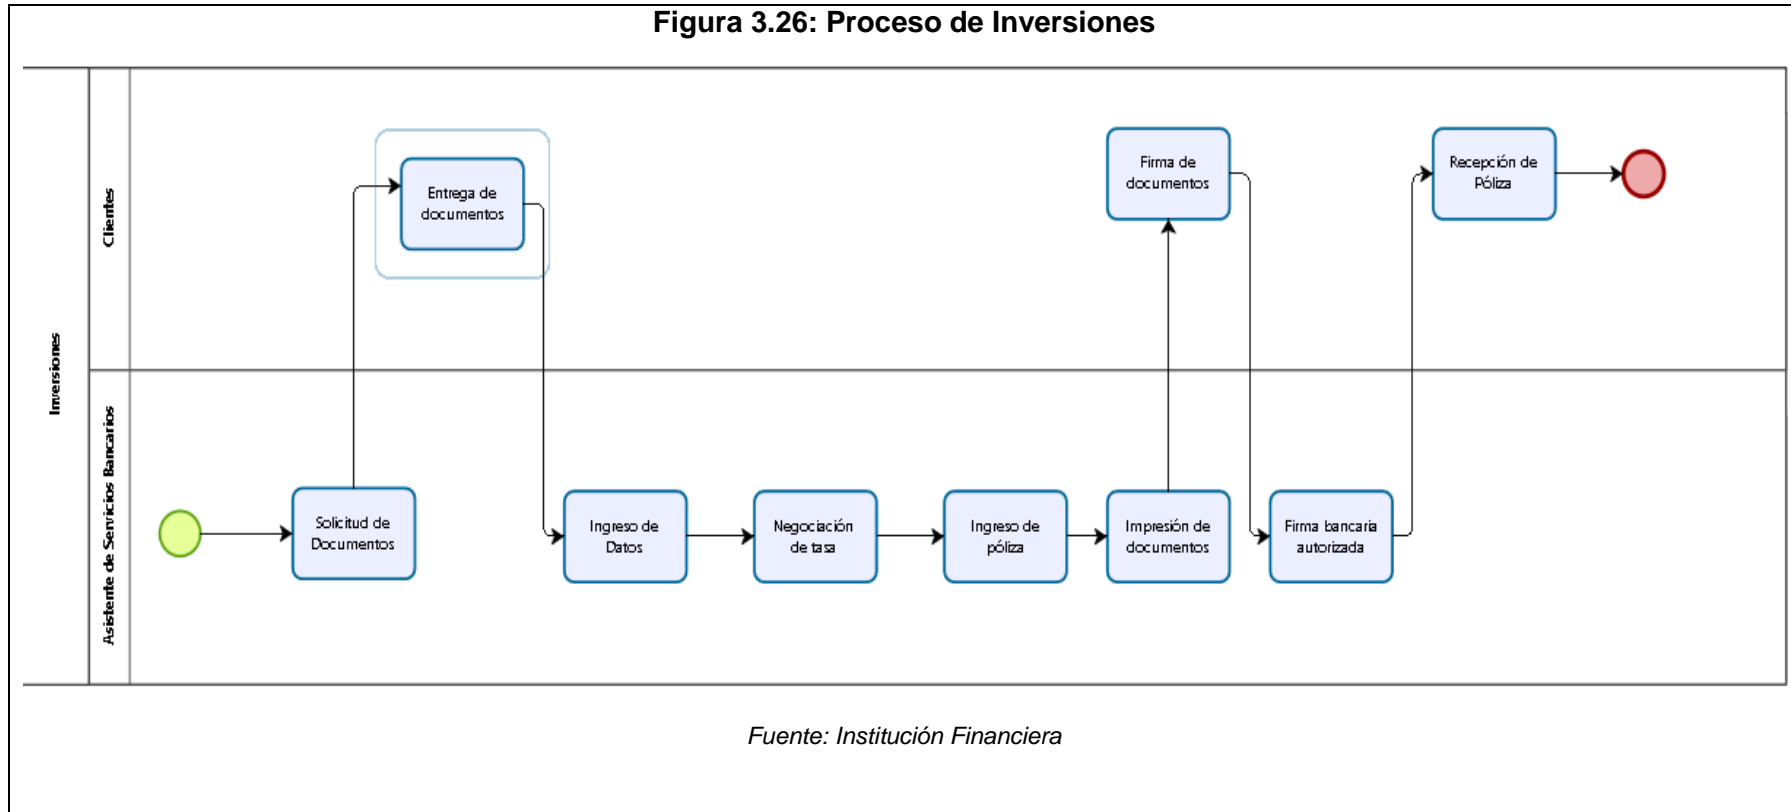 Figura 3.26: Proceso de Inversiones
Inversiones
Clientes
Entrega de
documentos
Firma de
documentos
Recepción de
Póliza
Asistente de Servicios Bancarios
Solicitud de
Documentos
Ingreso de
Datos
Negociación
de tasa
Ingreso de
póliza
Impresión de
documentos
Firma bancaria
autorizada
Fuente: Institución Financiera